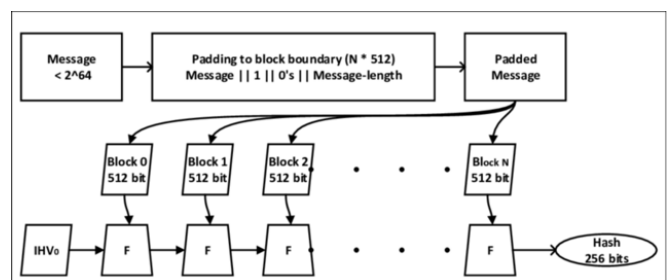 Message
< 2^64
Padding to block boundary (N * 512)
Message || 1 || 0's || Message-length
Padded
Message
Block 0
512 bit
Block 1
512 bit
Block 2
512 bit
Block N
512 bit
IHV₀
F
F
F
F
Hash
256 bits